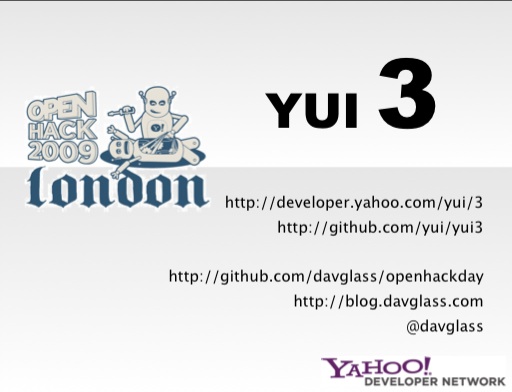 OPEN
HACK
2009
london
YUI 3
http://developer.yahoo.com/yui/3
http://github.com/yui/yui3
http://github.com/davglass/openhackday
http://blog.davglass.com
@davglass
YAHOO!
DEVELOPER NETWORK